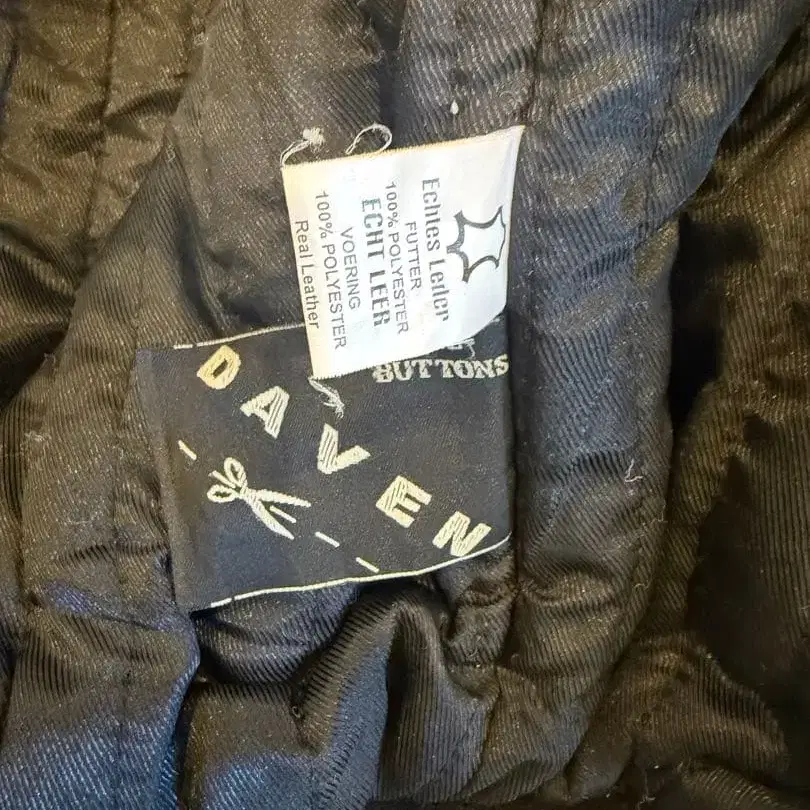 Echtes Leder
FUTTER
100% POLYESTER
ECHT LEER
VOERING
100% POLYESTER
Real Leather
BUTTONS
DAVEN